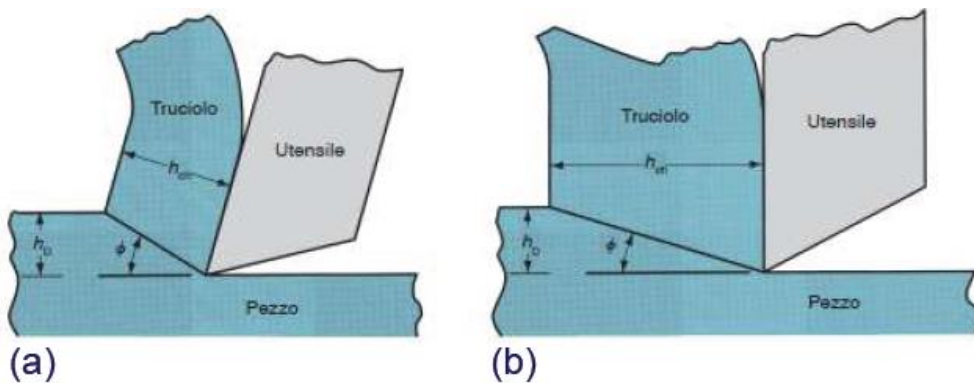 Truciolo
Utensile
h
h
ϕ
Pezzo
(a)
Truciolo
Utensile
h
h
ϕ
Pezzo
(b)